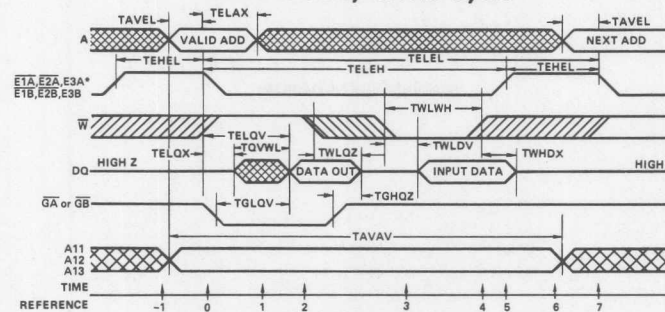 TAVEL TELAX TAVEL
A VALID ADD NEXT ADD
TEHEL TELEL
TELEH TEHEL
E1A,E2A,E3A*
E1B,E2B,E3B
TWLWH
W
TELQV
TQVWL TWLDV
TELQX TWLQZ TWHDX
DQ HIGH Z DATA OUT INPUT DATA HIGH
GA or GB TGLQV TGHQZ
TAVAV
A11
A12
A13
TIME
REFERENCE -1 0 1 2 3 4 5 6 7